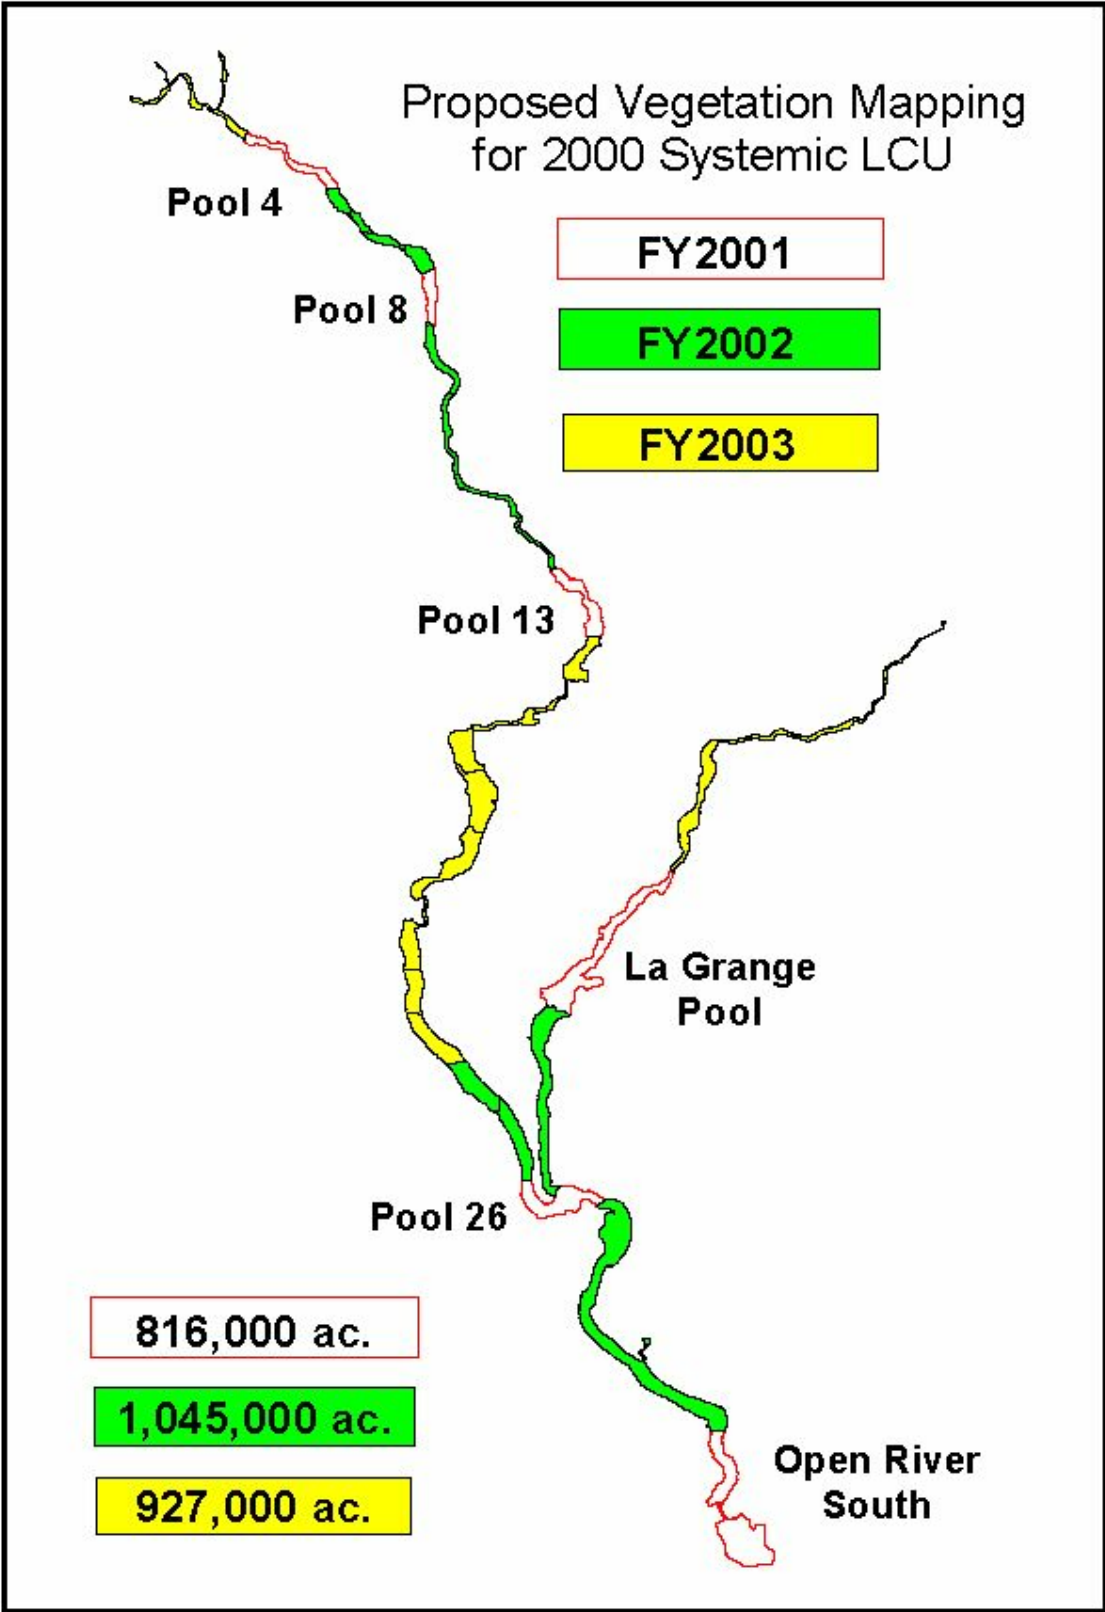 Proposed Vegetation Mapping
for 2000 Systemic LCU
Pool 4
FY2001
Pool 8
FY2002
FY2003
Pool 13
La Grange
Pool
Pool 26
816,000 ac.
1,045,000 ac.
927,000 ac.
Open River
South